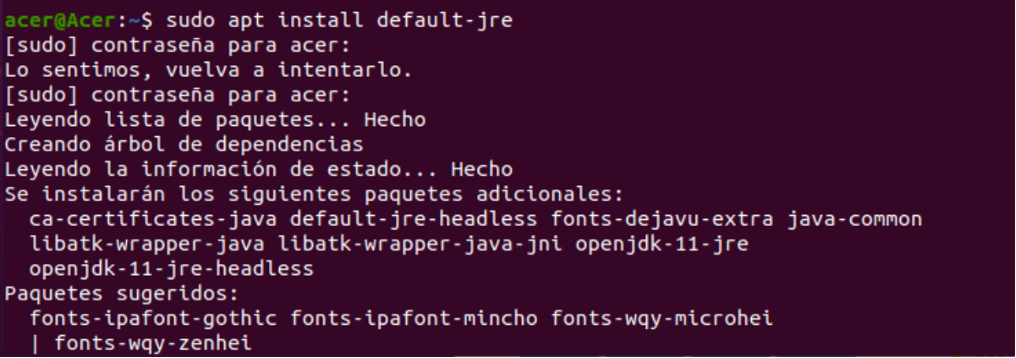 acer@Acer:~$ sudo apt install default-jre
[sudo] contraseña para acer:
Lo sentimos, vuelva a intentarlo.
[sudo] contraseña para acer:
Leyendo lista de paquetes... Hecho
Creando árbol de dependencias
Leyendo la información de estado... Hecho
Se instalarán los siguientes paquetes adicionales:
  ca-certificates-java default-jre-headless fonts-dejavu-extra java-common
  libatk-wrapper-java libatk-wrapper-java-jni openjdk-11-jre
  openjdk-11-jre-headless
Paquetes sugeridos:
  fonts-ipafont-gothic fonts-ipafont-mincho fonts-wqy-microhei
  | fonts-wqy-zenhei